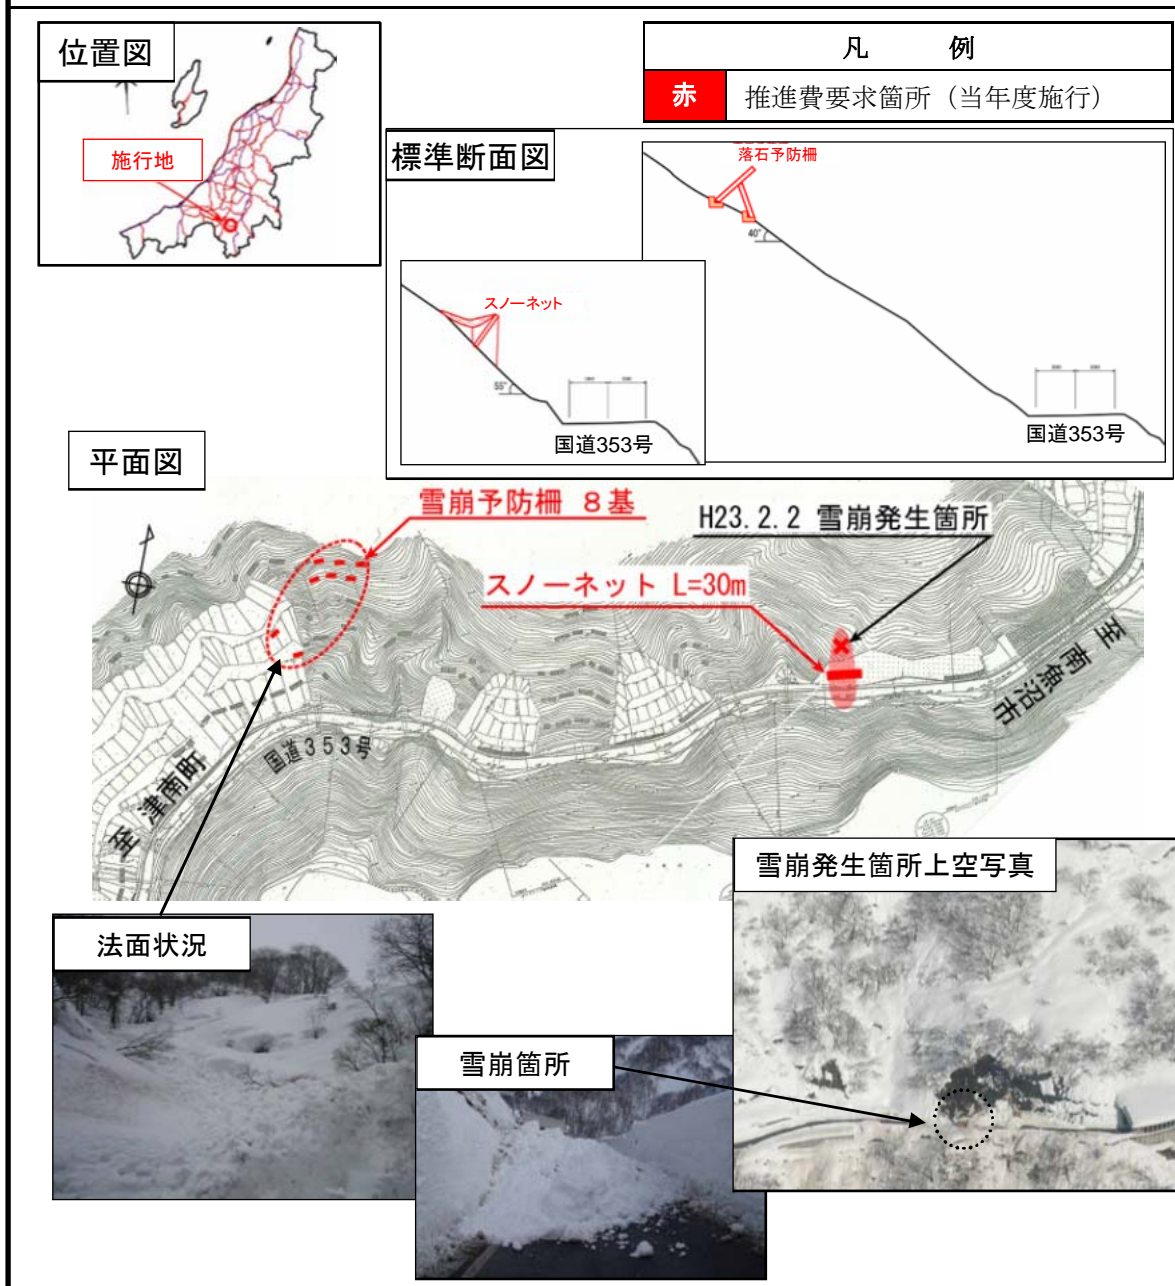 位置図
施行地
凡 例
赤 推進費要求箇所(当年度施行)
標準断面図
落石予防柵
40°
スノーネット
55°
国道353号
国道353号
平面図
雪崩予防柵 8基
H23.2.2 雪崩発生箇所
スノーネット L=30m
至南魚沼市
国道353号
至津南町
雪崩発生箇所上空写真
法面状況
雪崩箇所